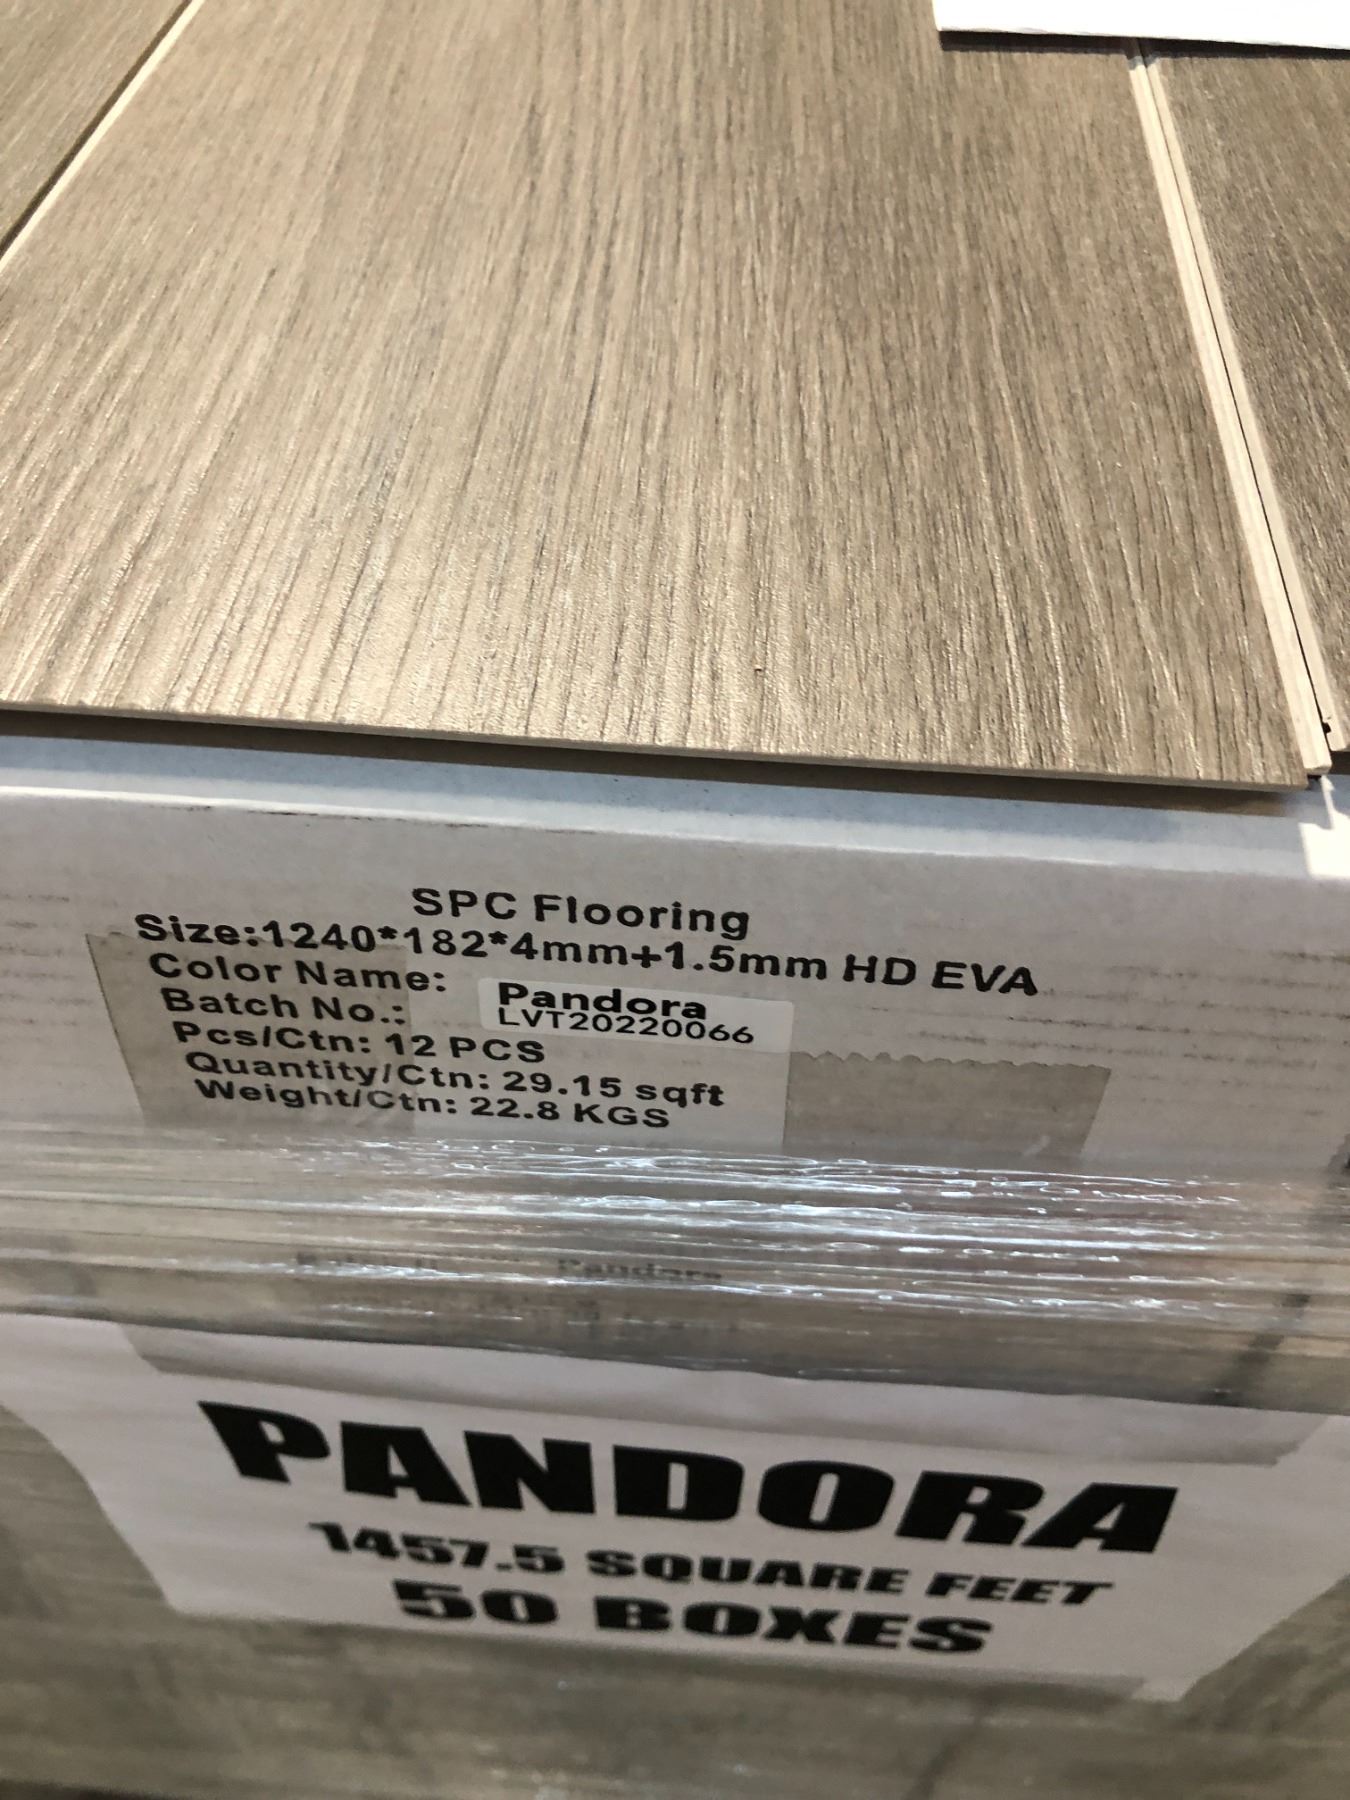 SPC Flooring
Size:1240*182*4mm+1.5mm HD EVA
Color Name: Pandora
Batch No.: LVT20220066
Pcs/Ctn: 12 PCS
Quantity/Ctn: 29.15 sqft
Weight/Ctn: 22.8 KGS
Pandora
PANDORA
1457.5 SQUARE FEET
50 BOXES